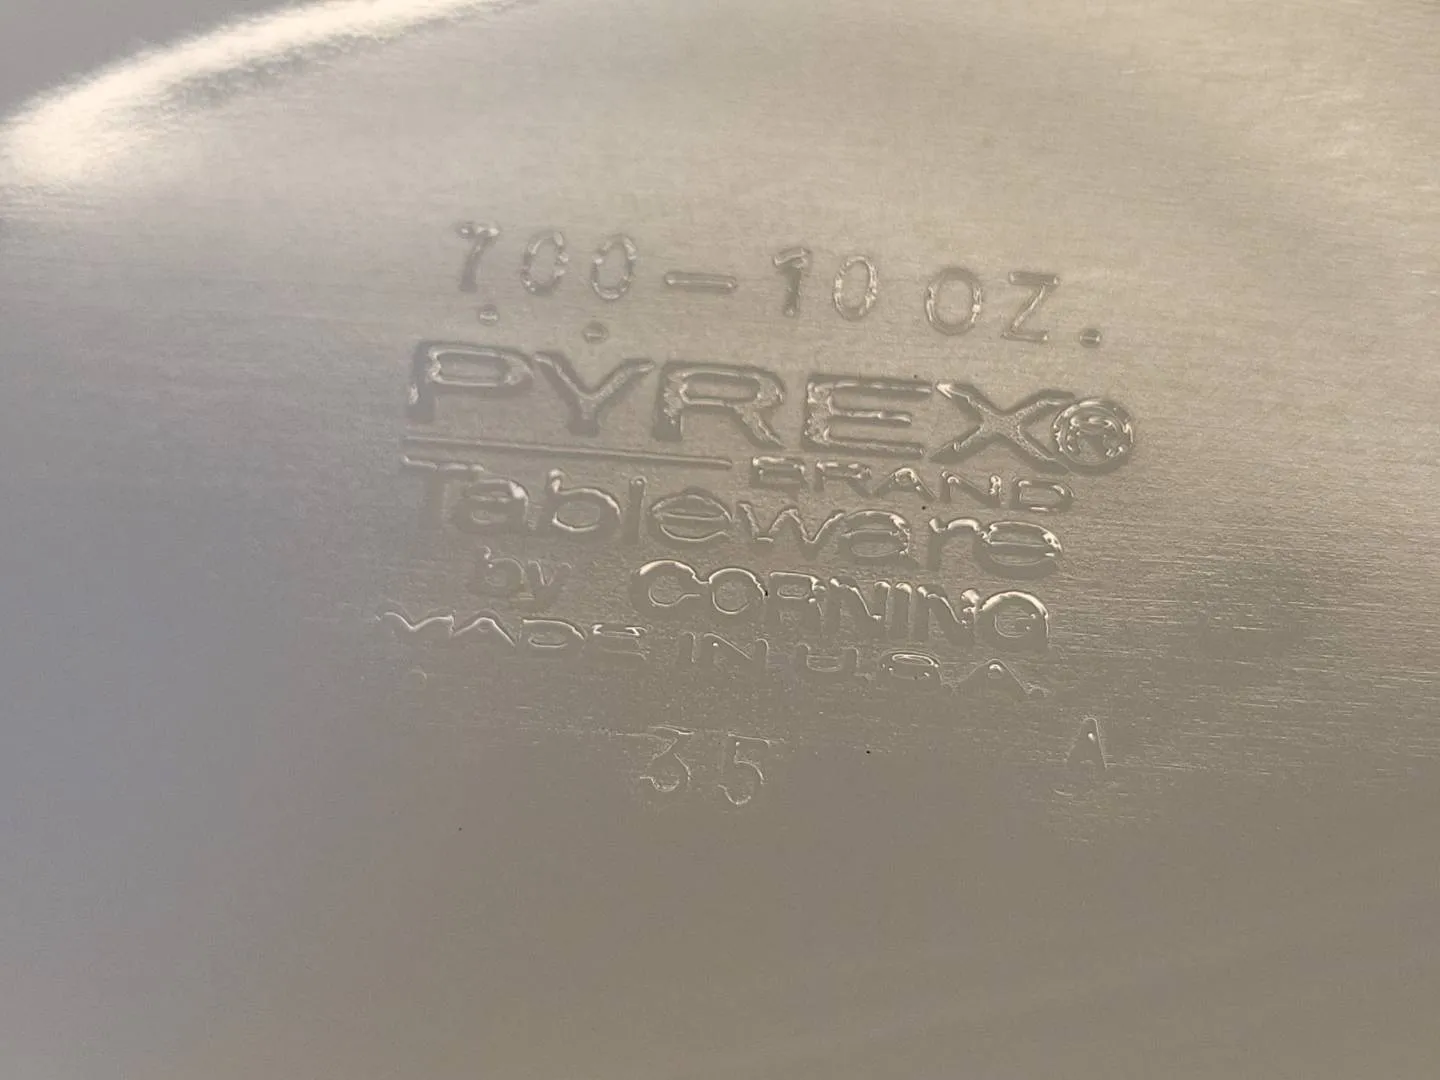 700-10 OZ.
PYREX®
BRAND
Tableware
by CORNING
MADE IN U.S.A.
35 A